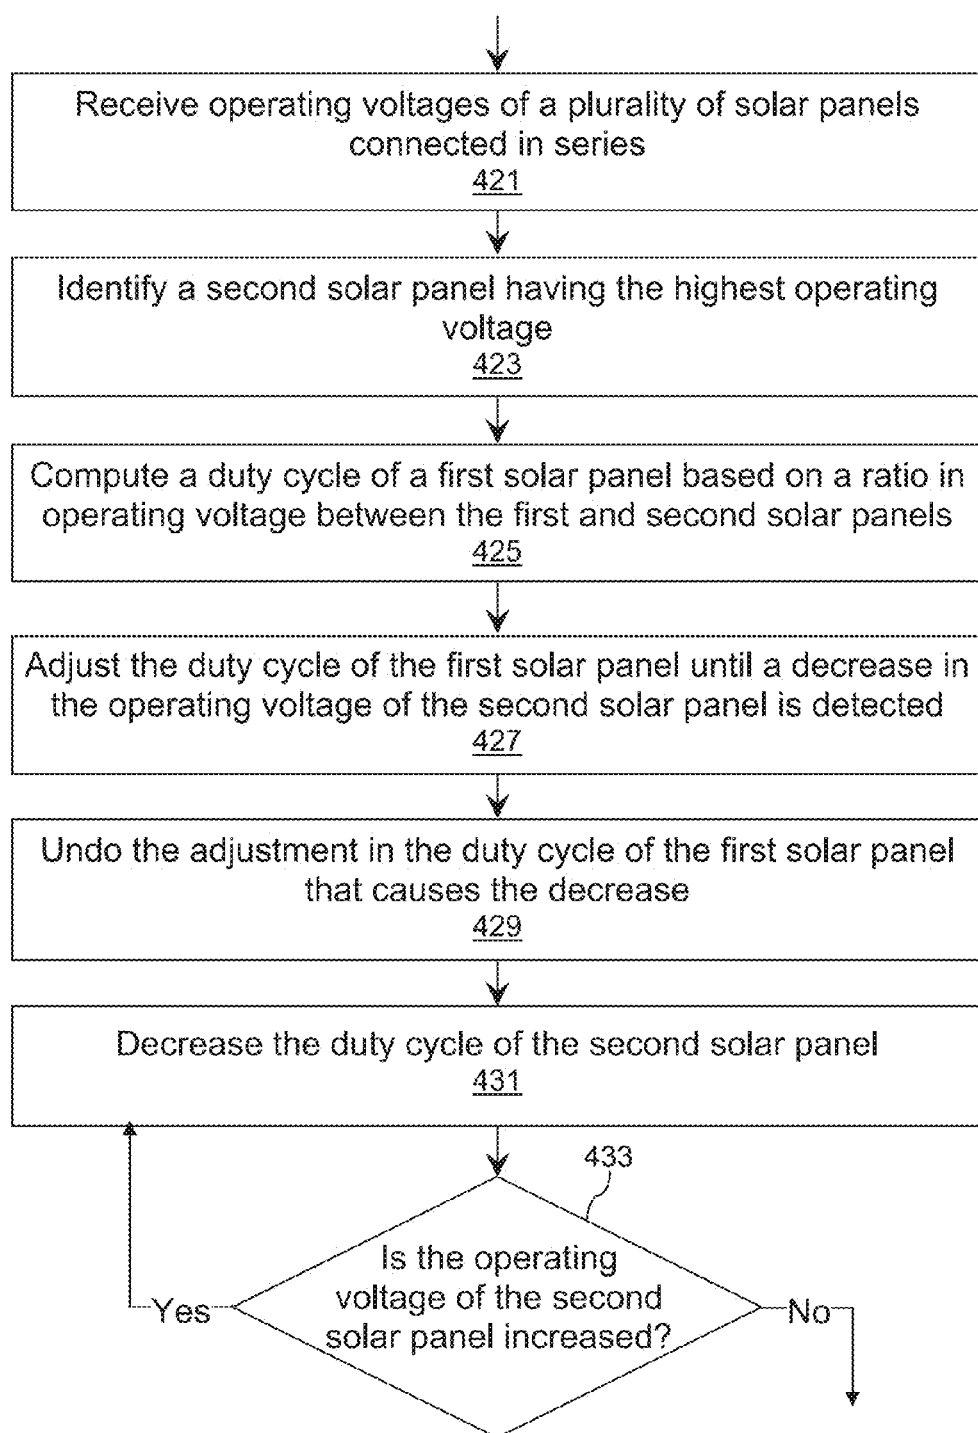 Receive operating voltages of a plurality of solar panels
connected in series
421
Identify a second solar panel having the highest operating
voltage
423
Compute a duty cycle of a first solar panel based on a ratio in
operating voltage between the first and second solar panels
425
Adjust the duty cycle of the first solar panel until a decrease in
the operating voltage of the second solar panel is detected
427
Undo the adjustment in the duty cycle of the first solar panel
that causes the decrease
429
Decrease the duty cycle of the second solar panel
431
433
Is the operating
voltage of the second
solar panel increased?
Yes
No